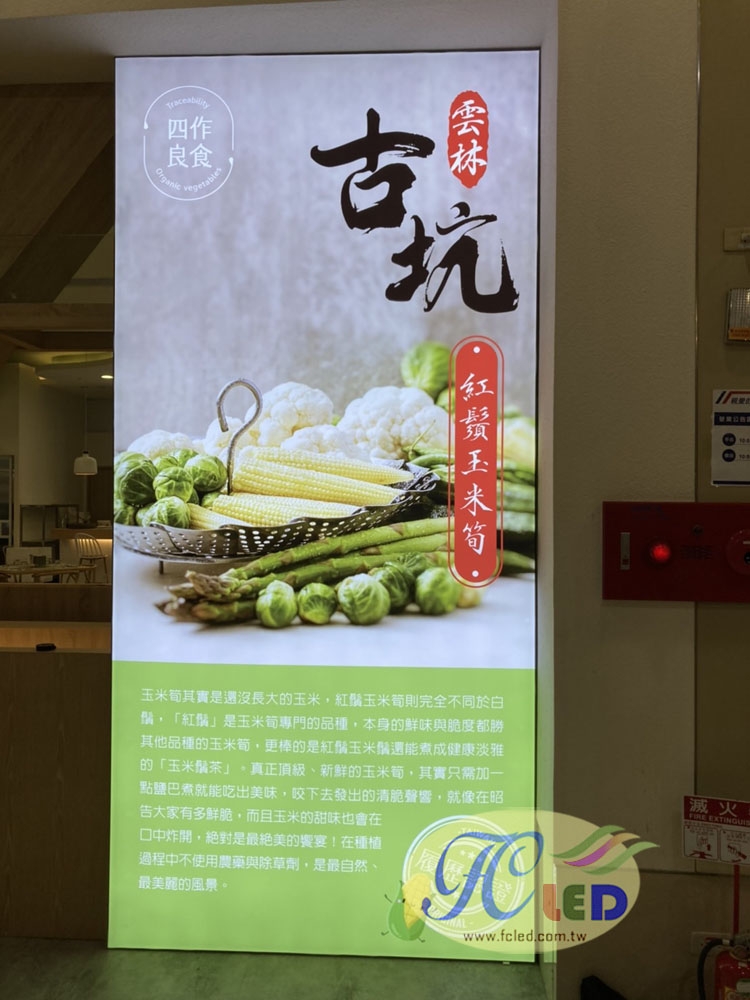 Traceability
四作
良食
Organic vegetables
雲林
古坑
紅鬚玉米筍
玉米筍其實是還沒長大的玉米，紅鬚玉米筍則完全不同於白
鬚，「紅鬚」是玉米筍專門的品種，本身的鮮味與脆度都勝
其他品種的玉米筍，更棒的是紅鬚玉米鬚還能煮成健康淡雅
的「玉米鬚茶」。真正頂級、新鮮的玉米筍，其實只需加一
點鹽巴煮就能吃出美味，咬下去發出的清脆聲響，就像在昭
告大家有多鮮脆，而且玉米的甜味也會在
口中炸開，絕對是最絕美的饗宴！在種植
過程中不使用農藥與除草劑，是最自然、
最美麗的風景。
FC LED
www.fcled.com.tw
滅火
FIRE EXTINGUIS